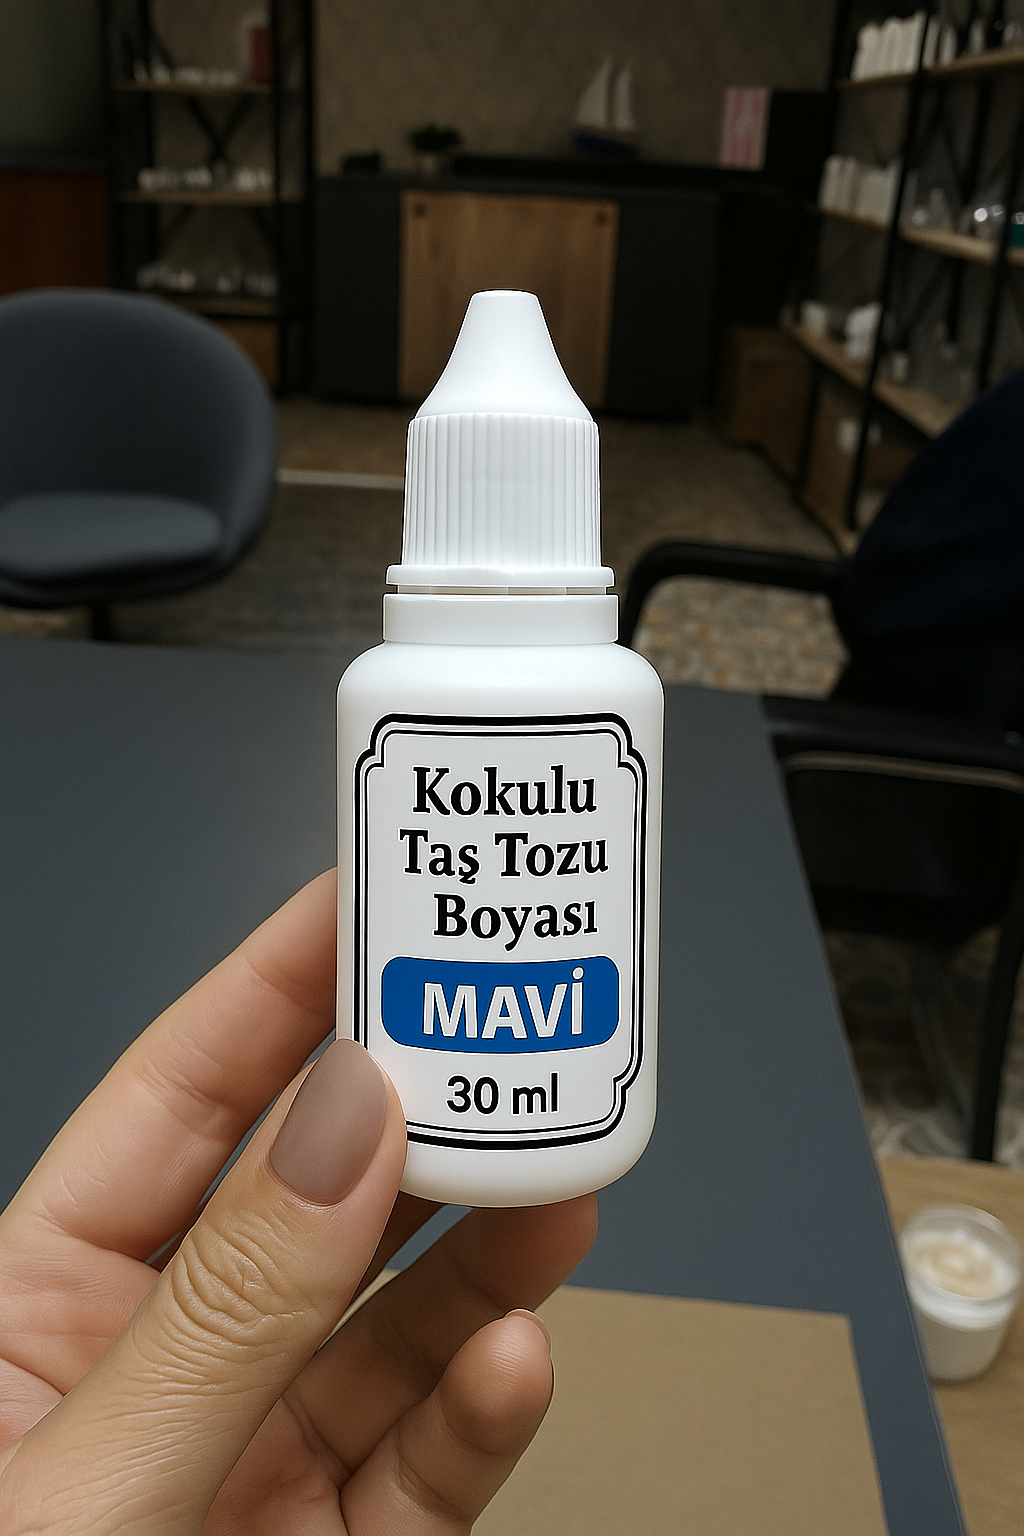 Kokulu
Taş Tozu
Boyası
MAVİ
30 ml